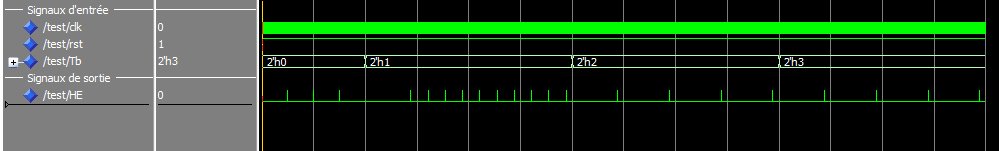 Signaux d'entrée
/test/clk 0
/test/rst 1
/test/Tb 2'h3 2'h0 2'h1 2'h2 2'h3
Signaux de sortie
/test/HE 0